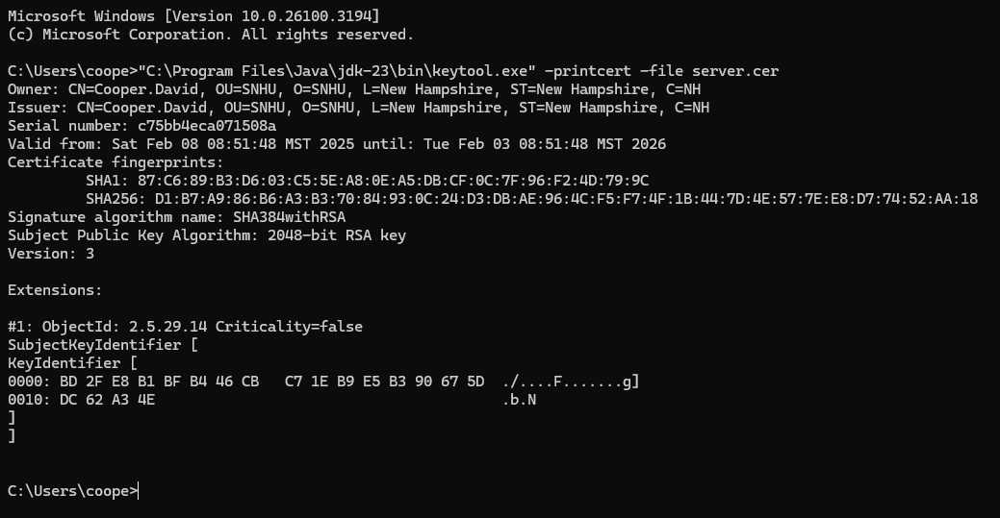 Microsoft Windows [Version 10.0.26100.3194]
(c) Microsoft Corporation. All rights reserved.
C:\Users\coope>"C:\Program Files\Java\jdk-23\bin\keytool.exe" -printcert -file server.cer
Owner: CN=Cooper.David, OU=SNHU, O=SNHU, L=New Hampshire, ST=New Hampshire, C=NH
Issuer: CN=Cooper.David, OU=SNHU, O=SNHU, L=New Hampshire, ST=New Hampshire, C=NH
Serial number: c75bb4eca071508a
Valid from: Sat Feb 08 08:51:48 MST 2025 until: Tue Feb 03 08:51:48 MST 2026
Certificate fingerprints:
         SHA1: 87:C6:89:B3:D6:03:C5:5E:A8:0E:A5:DB:CF:0C:7F:96:F2:4D:79:9C
         SHA256: D1:B7:A9:86:B6:A3:B3:70:84:93:0C:24:D3:DB:AE:96:4C:F5:F7:4F:1B:44:7D:4E:57:7E:E8:D7:74:52:AA:18
Signature algorithm name: SHA384withRSA
Subject Public Key Algorithm: 2048-bit RSA key
Version: 3
Extensions:
#1: ObjectId: 2.5.29.14 Criticality=false
SubjectKeyIdentifier [
KeyIdentifier [
0000: BD 2F E8 B1 BF B4 46 CB   C7 1E B9 E5 B3 90 67 5D  ./....F.......g]
0010: DC 62 A3 4E                                        .b.N
]
]
C:\Users\coope>